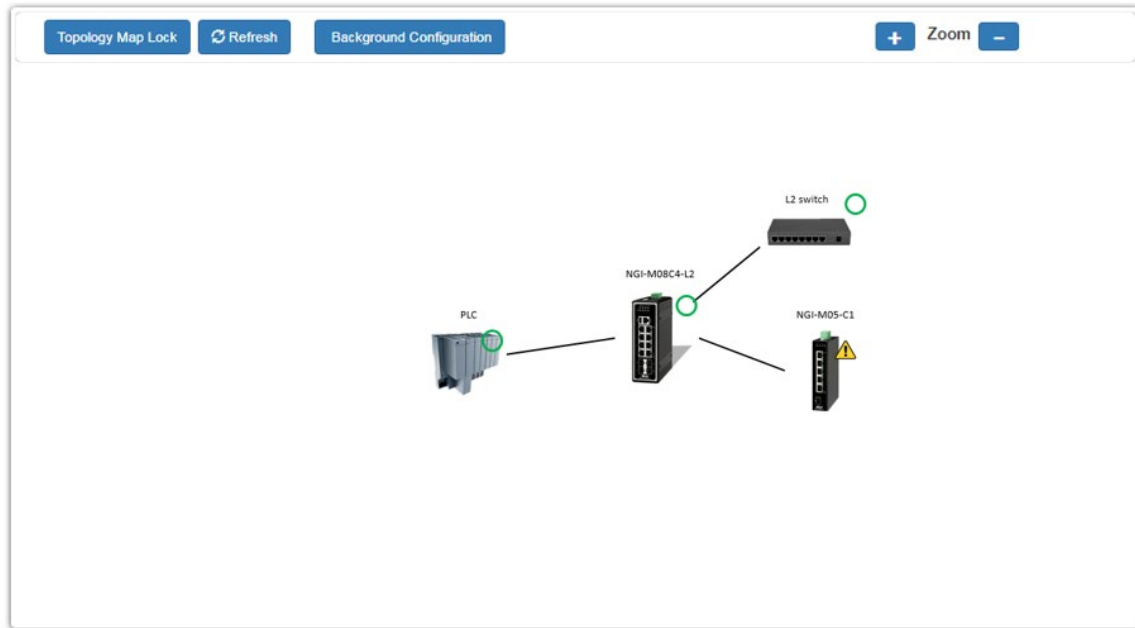 Topology Map Lock
Refresh
Background Configuration
+ Zoom −
L2 switch
NGI-M08C4-L2
PLC
NGI-M05-C1